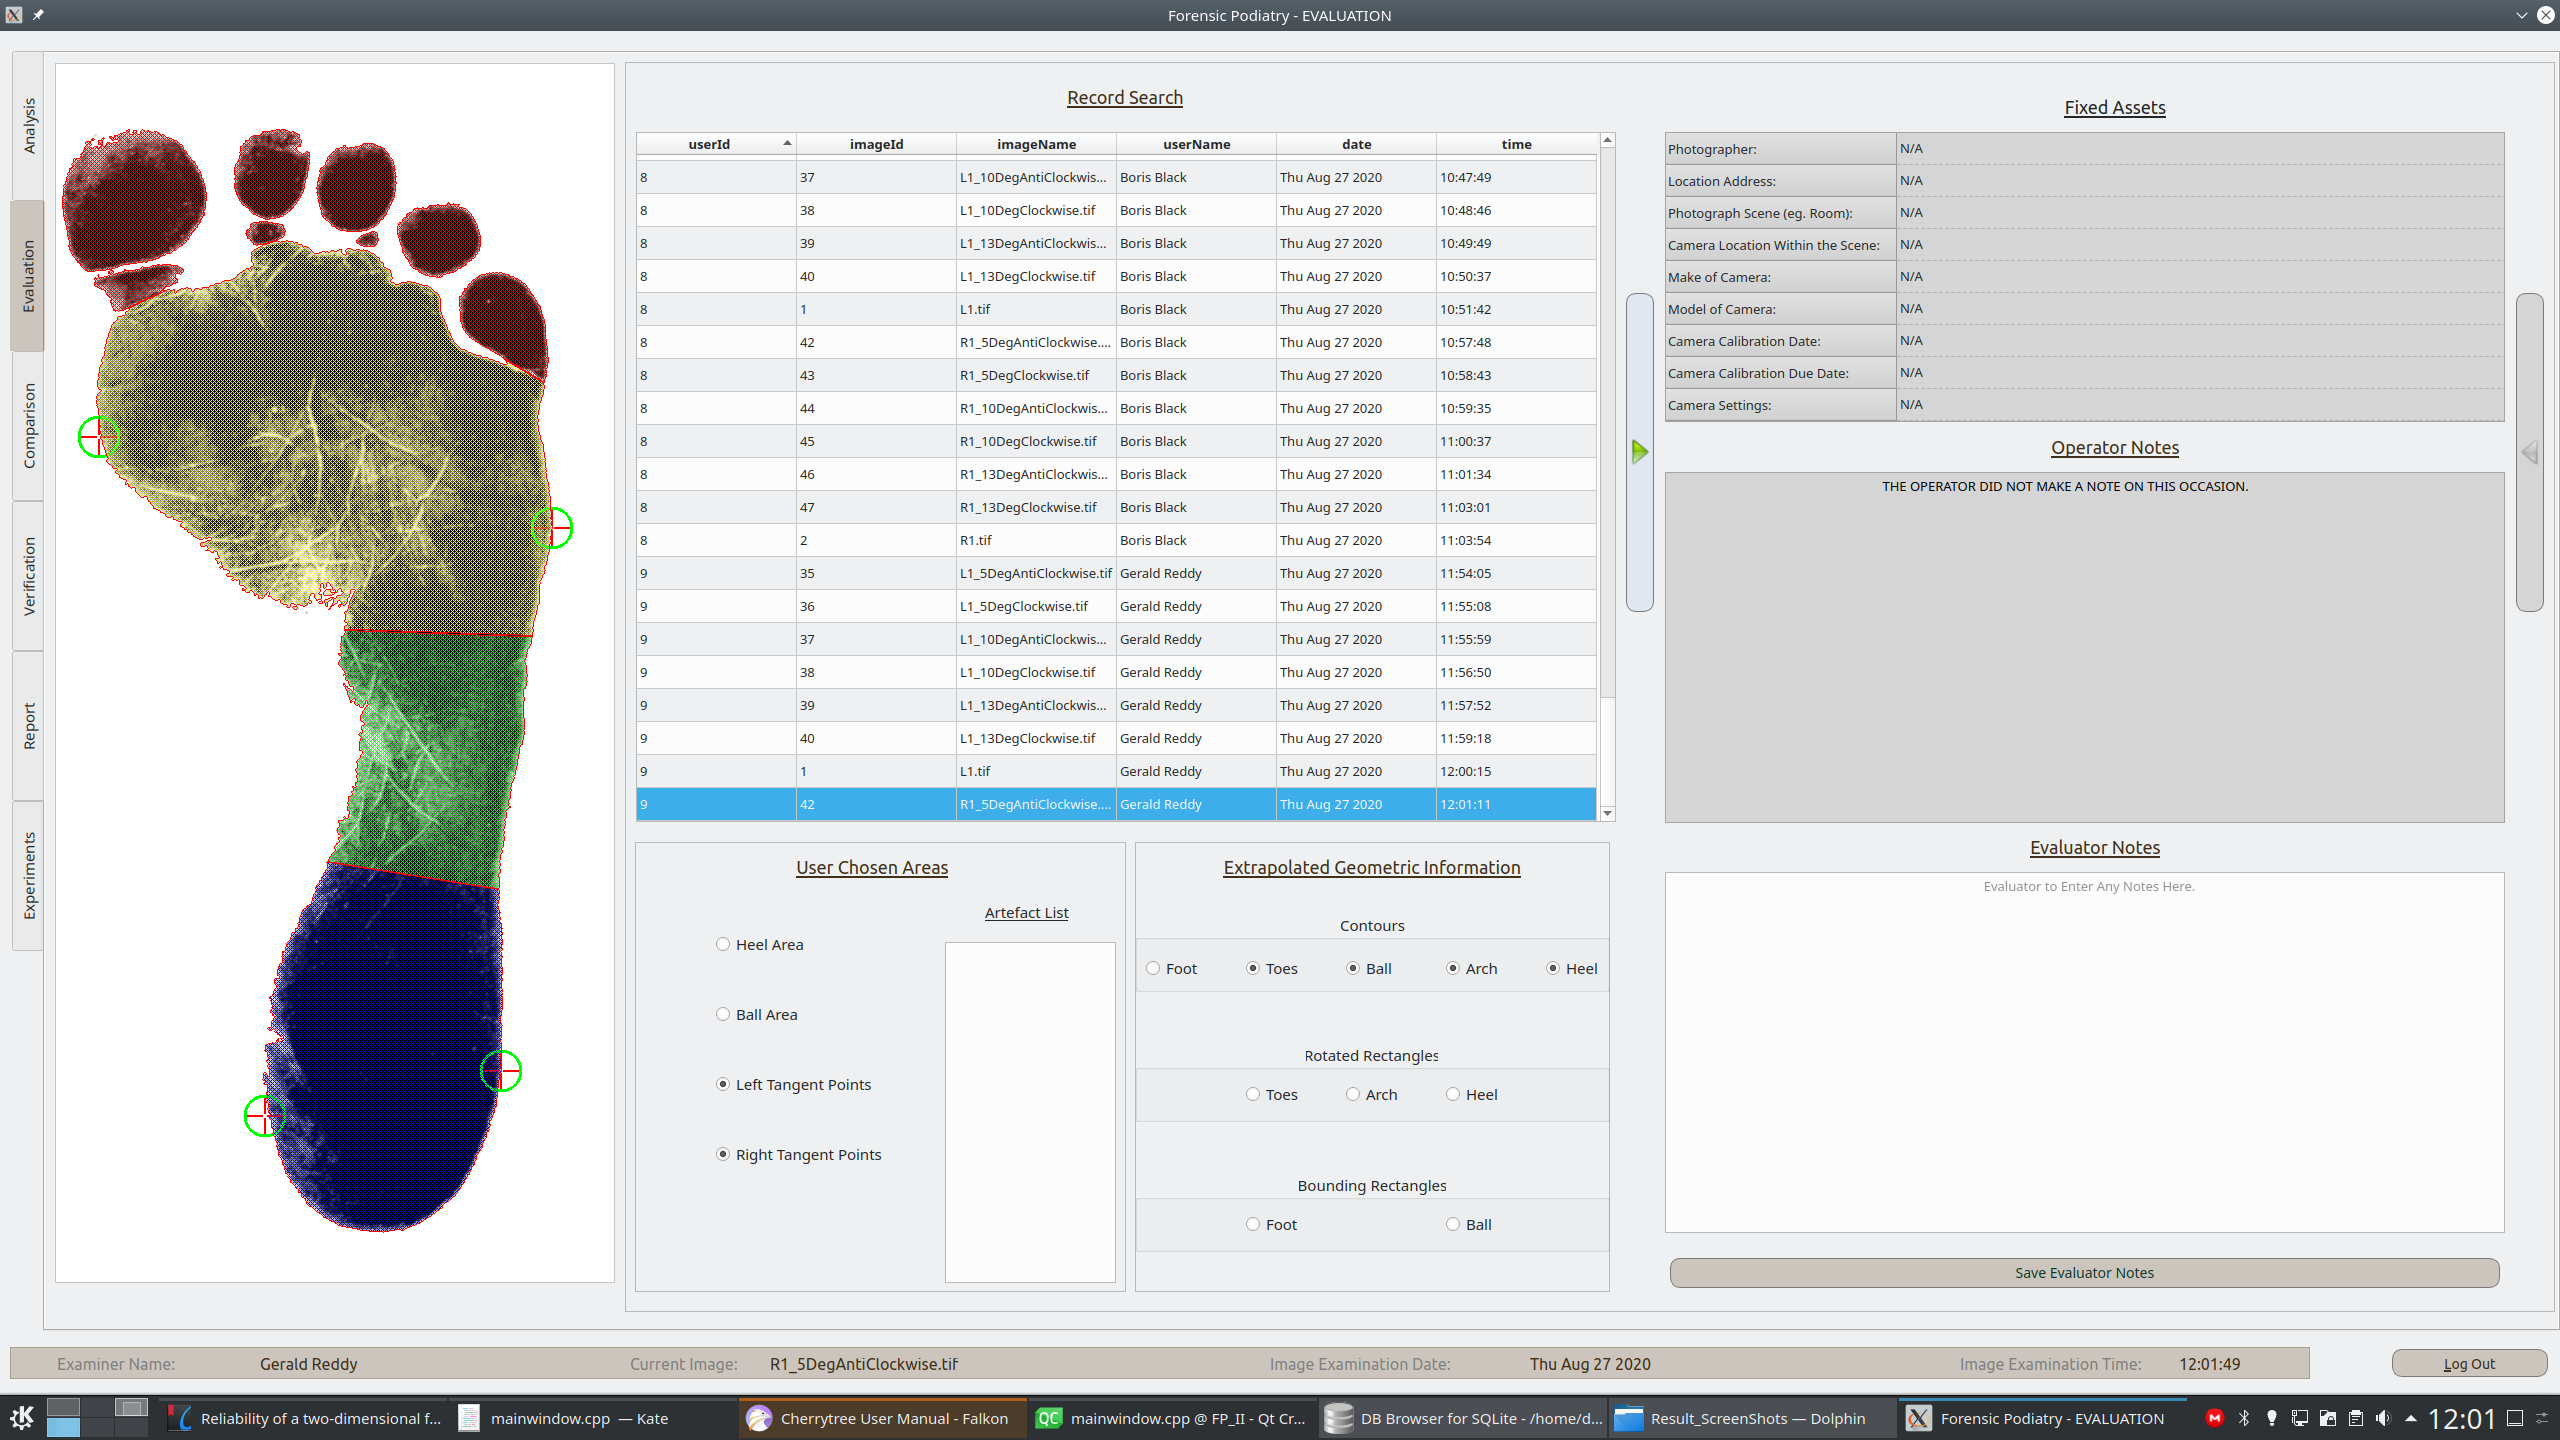 Forensic Podiatry - EVALUATION
Analysis
Evaluation
Comparison
Verification
Report
Experiments
Record Search
userId imageId imageName userName date time
8 37 L1_10DegAntiClockwis... Boris Black Thu Aug 27 2020 10:47:49
8 38 L1_10DegClockwise.tif Boris Black Thu Aug 27 2020 10:48:46
8 39 L1_13DegAntiClockwis... Boris Black Thu Aug 27 2020 10:49:49
8 40 L1_13DegClockwise.tif Boris Black Thu Aug 27 2020 10:50:37
8 1 L1.tif Boris Black Thu Aug 27 2020 10:51:42
8 42 R1_5DegAntiClockwise.... Boris Black Thu Aug 27 2020 10:57:48
8 43 R1_5DegClockwise.tif Boris Black Thu Aug 27 2020 10:58:43
8 44 R1_10DegAntiClockwis... Boris Black Thu Aug 27 2020 10:59:35
8 45 R1_10DegClockwise.tif Boris Black Thu Aug 27 2020 11:00:37
8 46 R1_13DegAntiClockwis... Boris Black Thu Aug 27 2020 11:01:34
8 47 R1_13DegClockwise.tif Boris Black Thu Aug 27 2020 11:03:01
8 2 R1.tif Boris Black Thu Aug 27 2020 11:03:54
9 35 L1_5DegAntiClockwise.tif Gerald Reddy Thu Aug 27 2020 11:54:05
9 36 L1_5DegClockwise.tif Gerald Reddy Thu Aug 27 2020 11:55:08
9 37 L1_10DegAntiClockwis... Gerald Reddy Thu Aug 27 2020 11:55:59
9 38 L1_10DegClockwise.tif Gerald Reddy Thu Aug 27 2020 11:56:50
9 39 L1_13DegAntiClockwis... Gerald Reddy Thu Aug 27 2020 11:57:52
9 40 L1_13DegClockwise.tif Gerald Reddy Thu Aug 27 2020 11:59:18
9 1 L1.tif Gerald Reddy Thu Aug 27 2020 12:00:15
9 42 R1_5DegAntiClockwise.... Gerald Reddy Thu Aug 27 2020 12:01:11
User Chosen Areas
Artefact List
Heel Area
Ball Area
Left Tangent Points
Right Tangent Points
Extrapolated Geometric Information
Contours
Foot Toes Ball Arch Heel
Rotated Rectangles
Toes Arch Heel
Bounding Rectangles
Foot Ball
Fixed Assets
Photographer: N/A
Location Address: N/A
Photograph Scene (eg. Room): N/A
Camera Location Within the Scene: N/A
Make of Camera: N/A
Model of Camera: N/A
Camera Calibration Date: N/A
Camera Calibration Due Date: N/A
Camera Settings: N/A
Operator Notes
THE OPERATOR DID NOT MAKE A NOTE ON THIS OCCASION.
Evaluator Notes
Evaluator to Enter Any Notes Here.
Save Evaluator Notes
Examiner Name: Gerald Reddy Current Image: R1_5DegAntiClockwise.tif Image Examination Date: Thu Aug 27 2020 Image Examination Time: 12:01:49
Log Out
Reliability of a two-dimensional f... mainwindow.cpp — Kate Cherrytree User Manual - Falkon mainwindow.cpp @ FP_II - Qt Cr... DB Browser for SQLite - /home/d... Result_ScreenShots — Dolphin Forensic Podiatry - EVALUATION 12:01